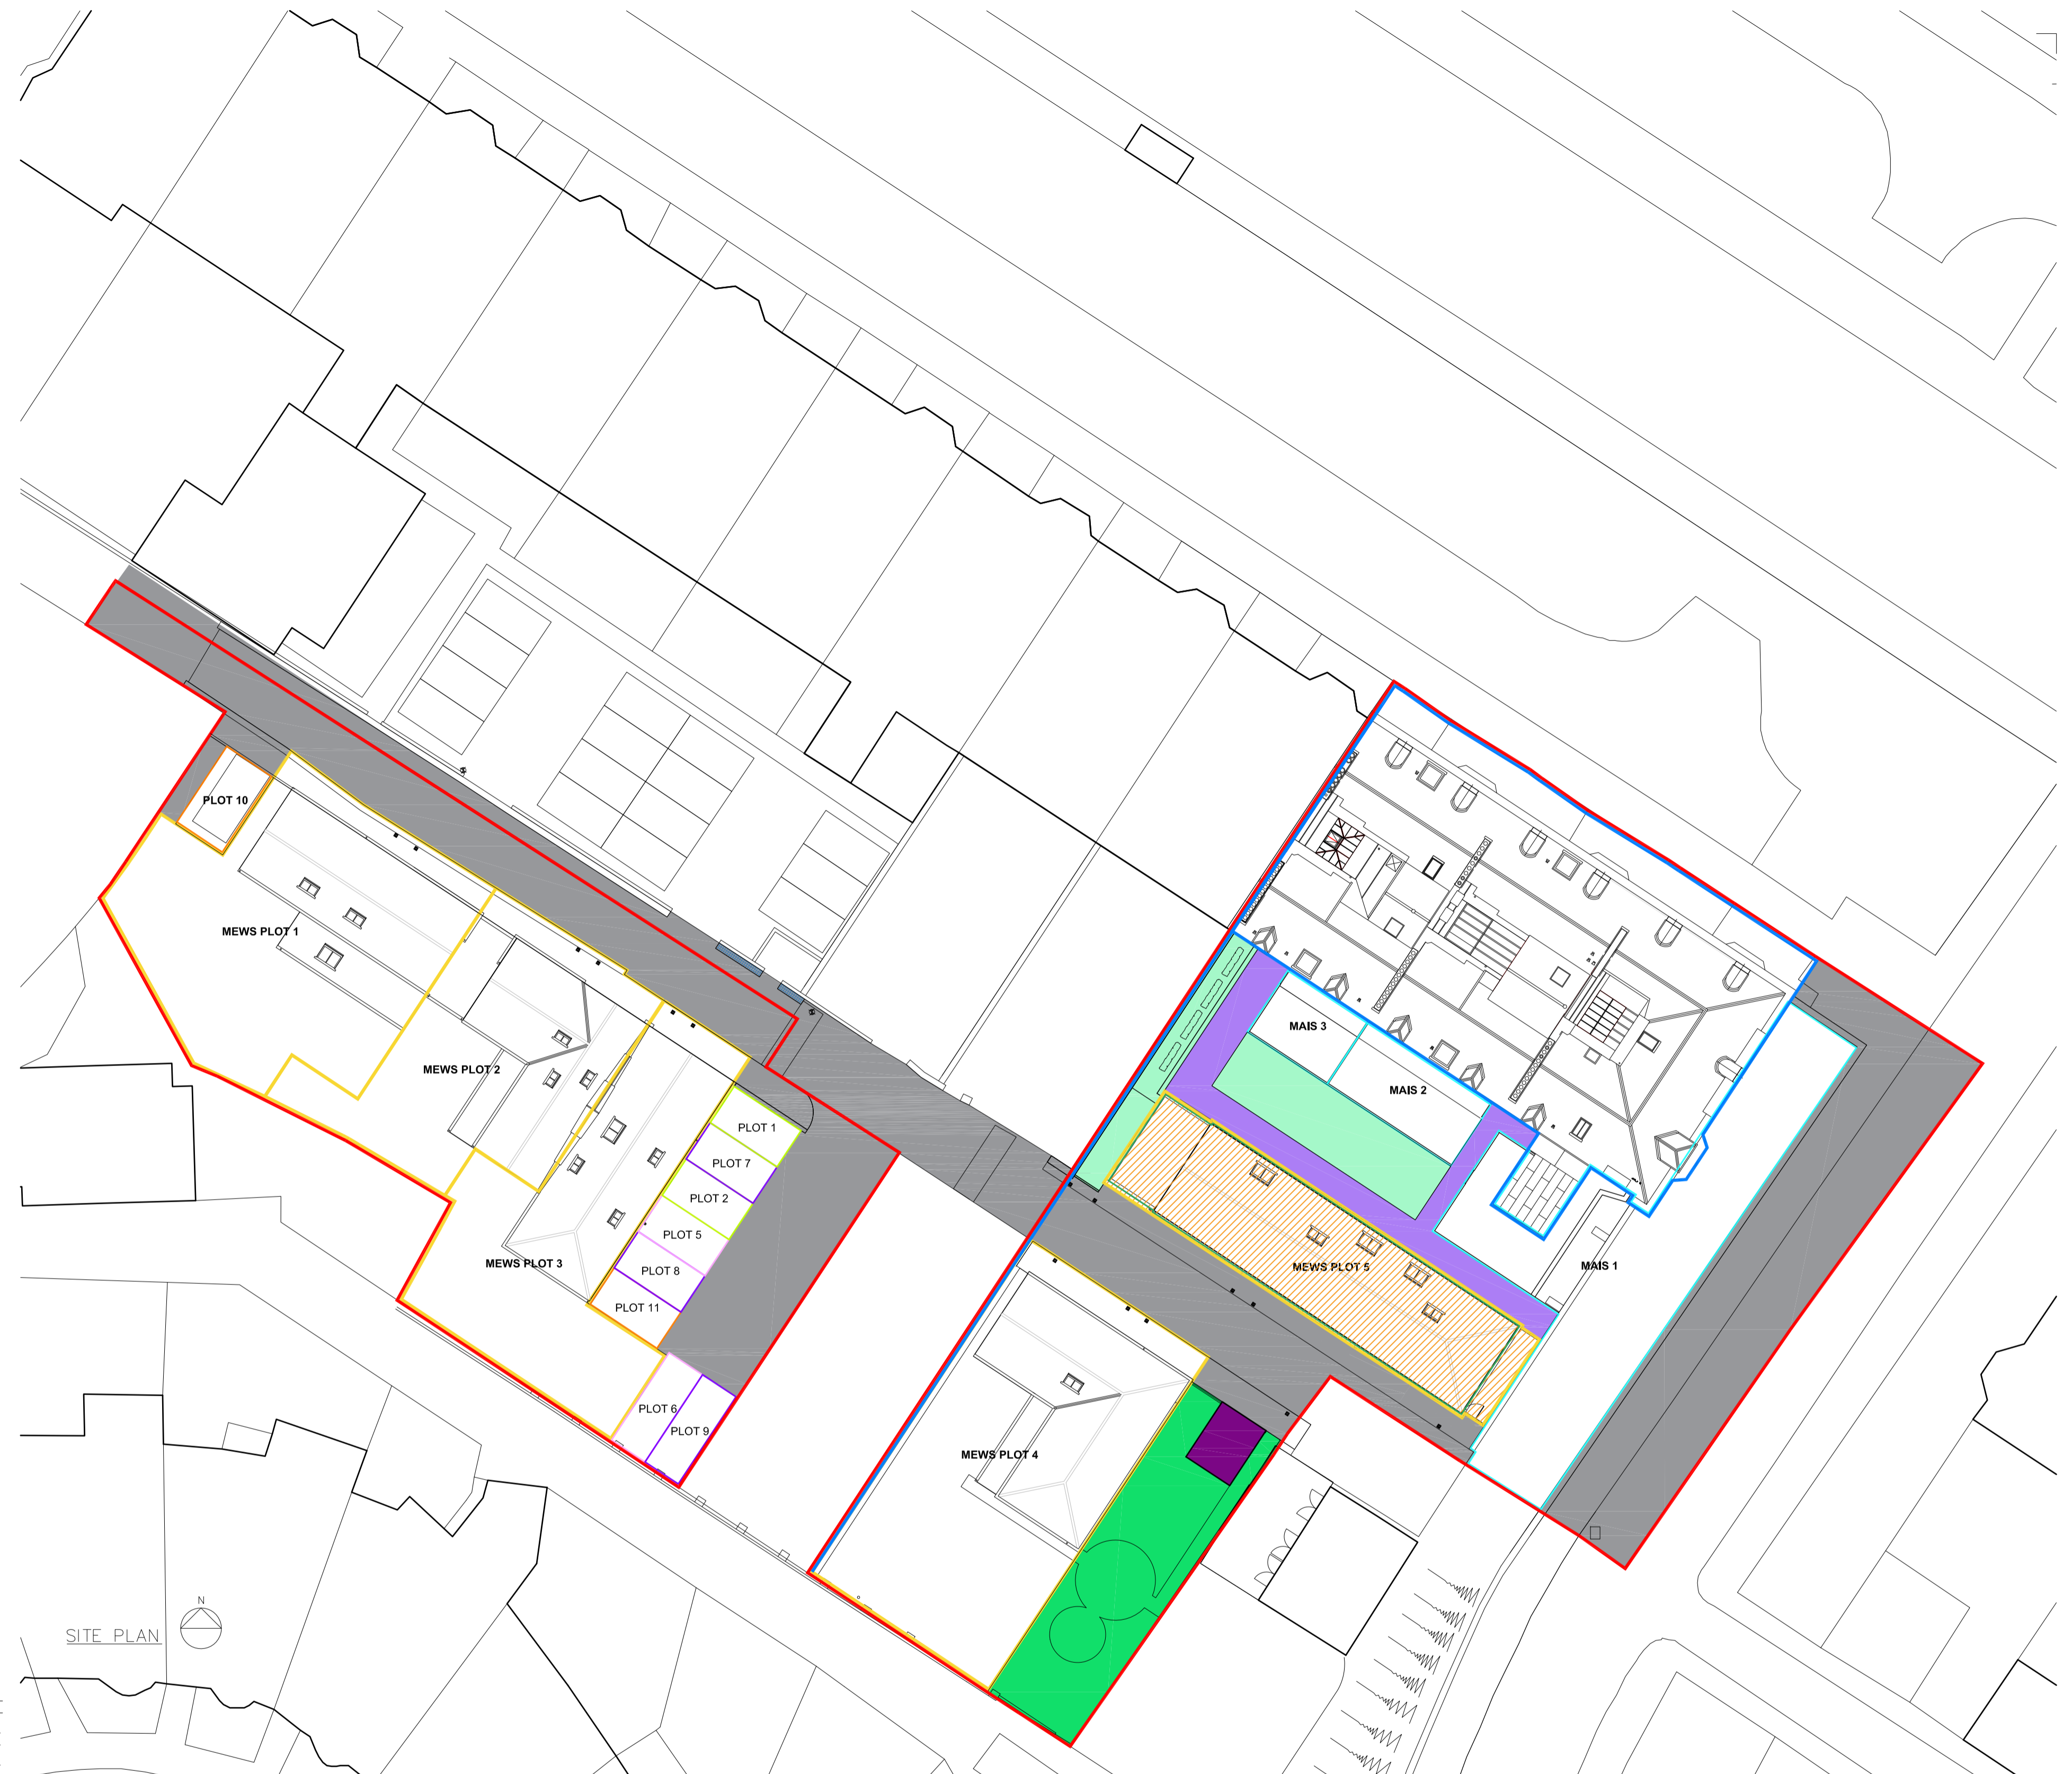 PLOT 10
MEWS PLOT 1
MAIS 3
MEWS PLOT 2
MAIS 2
PLOT 1
PLOT 7
PLOT 2
PLOT 5
MEWS PLOT 3
PLOT 8
MEWS PLOT 5
MAIS 1
PLOT 11
PLOT 6
PLOT 9
MEWS PLOT 4
N
SITE PLAN